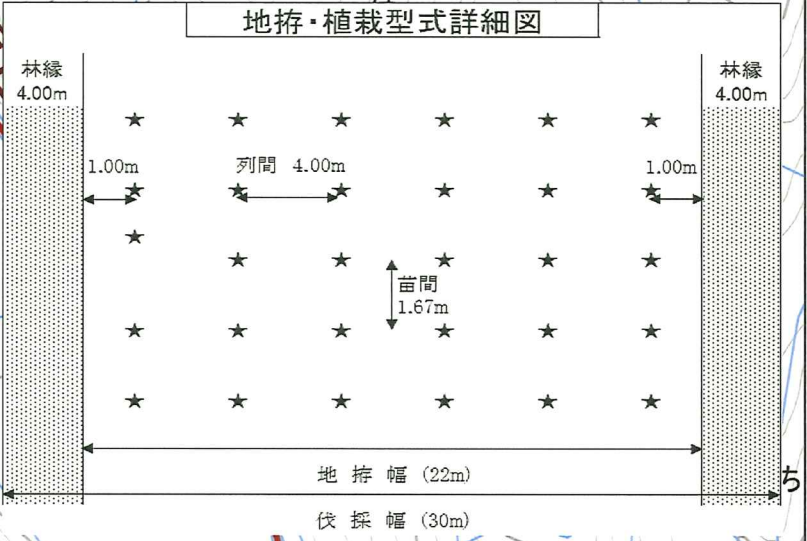 地拵・植栽型式詳細図
林縁
4.00m
林縁
4.00m
1.00m
列間 4.00m
1.00m
苗間
1.67m
地 拵 幅 (22m)
ち
伐 採 幅 (30m)